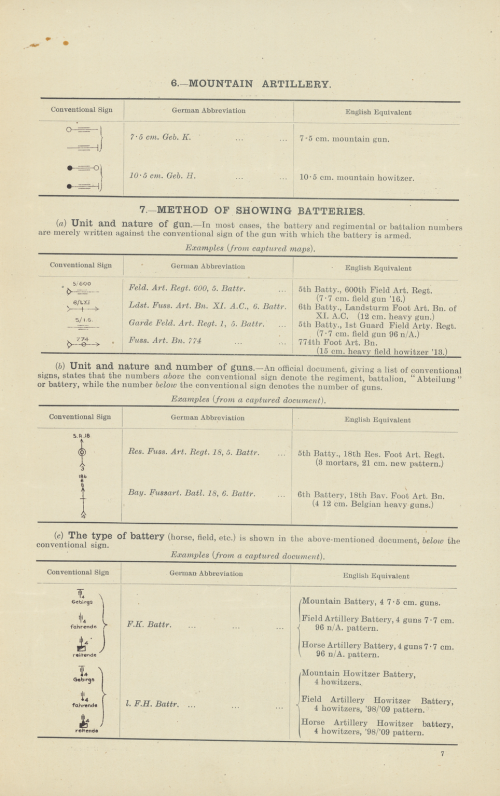 6.—MOUNTAIN ARTILLERY.
Conventional Sign German Abbreviation English Equivalent
7·5 cm. Geb. K. ... ... 7·5 cm. mountain gun.
10·5 cm. Geb. H. ... ... 10·5 cm. mountain howitzer.
7.—METHOD OF SHOWING BATTERIES.
(a) Unit and nature of gun.—In most cases, the battery and regimental or battalion numbers
are merely written against the conventional sign of the gun with which the battery is armed.
Examples (from captured maps).
Conventional Sign German Abbreviation English Equivalent
5/600 Feld. Art. Regt. 600, 5. Battr. ... 5th Batty., 600th Field Art. Regt.
(7·7 cm. field gun '16.)
6/LXI Ldst. Fuss. Art. Bn. XI. A.C., 6. Battr. 6th Batty., Landsturm Foot Art. Bn. of
XI. A.C. (12 cm. heavy gun.)
5/1.G. Garde Feld. Art. Regt. 1, 5. Battr. ... 5th Batty., 1st Guard Field Arty. Regt.
(7·7 cm. field gun 96 n/A.)
774 Fuss. Art. Bn. 774 ... ... 774th Foot Art. Bn.
(15 cm. heavy field howitzer '13.)
(b) Unit and nature and number of guns.—An official document, giving a list of conventional
signs, states that the numbers above the conventional sign denote the regiment, battalion, "Abteilung"
or battery, while the number below the conventional sign denotes the number of guns.
Examples (from a captured document).
Conventional Sign German Abbreviation English Equivalent
5.R.18.
Res. Fuss. Art. Regt. 18, 5. Battr. ... 5th Batty., 18th Res. Foot Art. Regt.
3 (3 mortars, 21 cm. new pattern.)
Bay. Fussart. Batl. 18, 6. Battr. ... 6th Battery, 18th Bav. Foot Art. Bn.
(4 12 cm. Belgian heavy guns.)
(c) The type of battery (horse, field, etc.) is shown in the above-mentioned document, below the
conventional sign.
Examples (from a captured document).
Conventional Sign German Abbreviation English Equivalent
4
Gebirgs Mountain Battery, 4 7·5 cm. guns.
4
fahrende F.K. Battr. ... ... ... Field Artillery Battery, 4 guns 7·7 cm.
96 n/A. pattern.
4
reitende Horse Artillery Battery, 4 guns 7·7 cm.
96 n/A. pattern.
4
Gebirgs Mountain Howitzer Battery,
4 howitzers.
4
fahrende l. F.H. Battr. ... ... ... Field Artillery Howitzer Battery,
4 howitzers, '98/'09 pattern.
4
reitende Horse Artillery Howitzer battery,
4 howitzers, '98/'09 pattern.
7